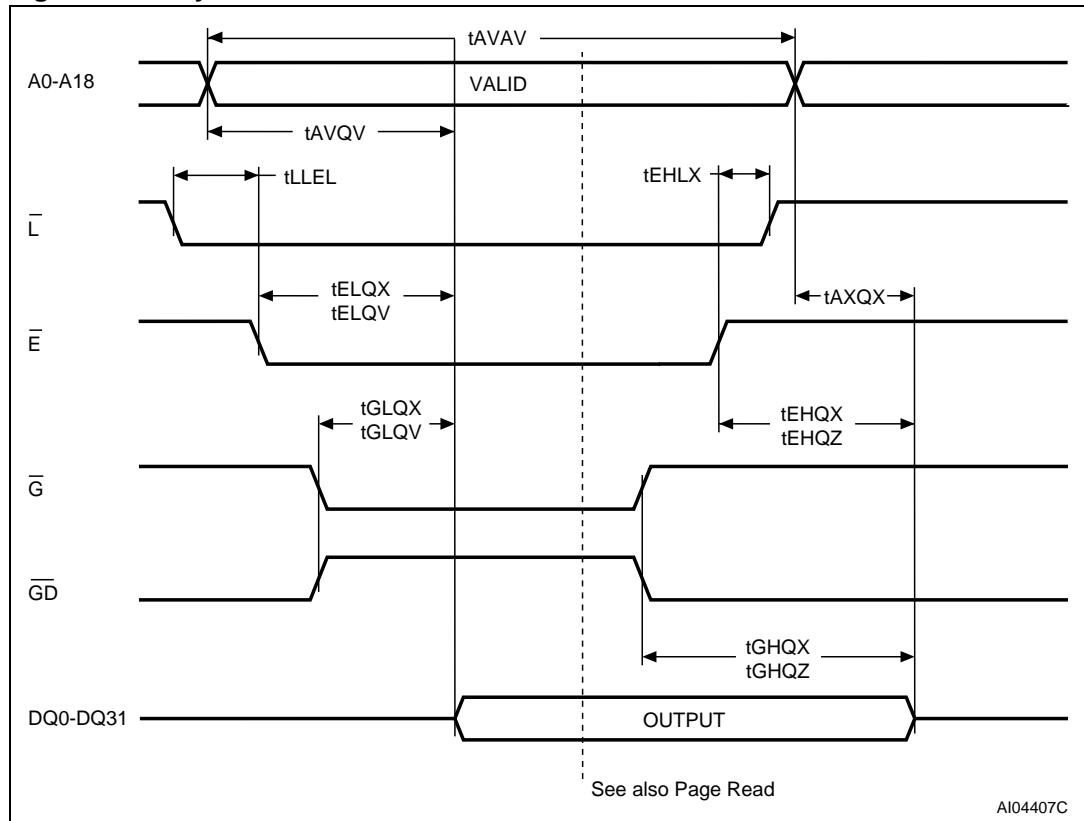 tAVAV
A0-A18
VALID
tAVQV
tLLEL
tEHLX
L̅
tELQX
tELQV
tAXQX
E̅
tGLQX
tGLQV
tEHQX
tEHQZ
G̅
G̅D̅
tGHQX
tGHQZ
DQ0-DQ31
OUTPUT
See also Page Read
AI04407C